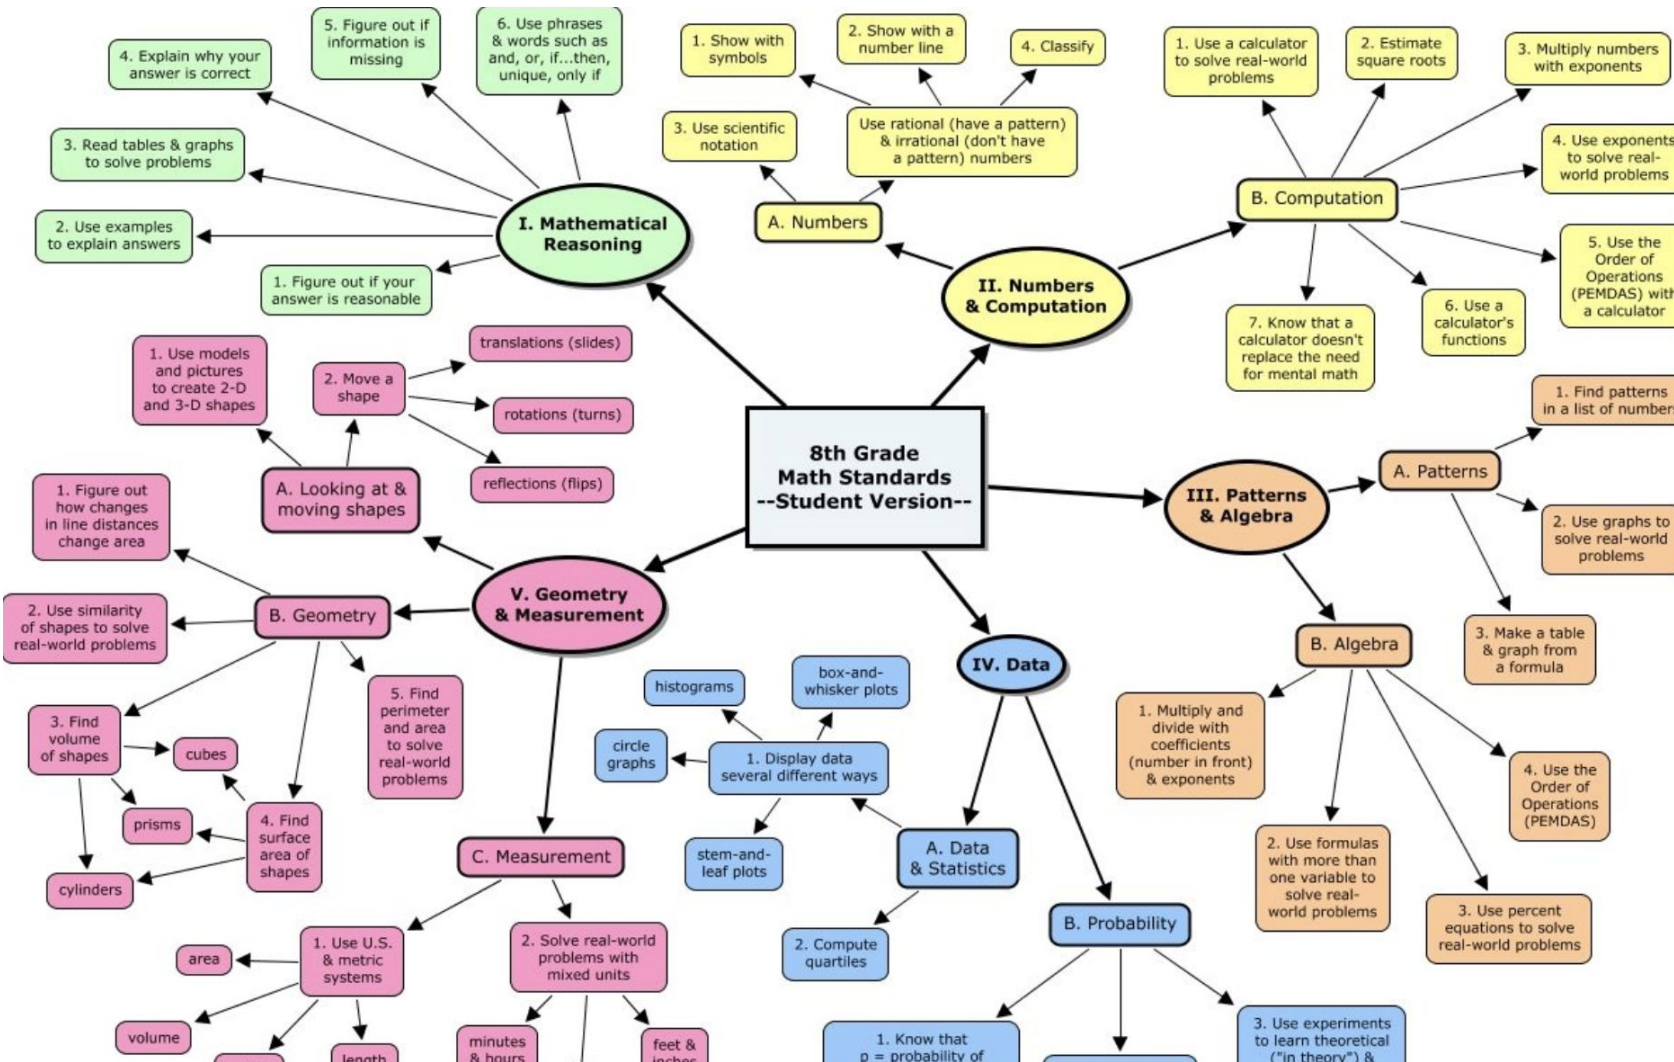 8th Grade
Math Standards
--Student Version--
I. Mathematical
Reasoning
1. Figure out if your
answer is reasonable
2. Use examples
to explain answers
3. Read tables & graphs
to solve problems
4. Explain why your
answer is correct
5. Figure out if
information is
missing
6. Use phrases
& words such as
and, or, if...then,
unique, only if
II. Numbers
& Computation
A. Numbers
3. Use scientific
notation
Use rational (have a pattern)
& irrational (don't have
a pattern) numbers
1. Show with
symbols
2. Show with a
number line
4. Classify
B. Computation
1. Use a calculator
to solve real-world
problems
2. Estimate
square roots
3. Multiply numbers
with exponents
4. Use exponents
to solve real-
world problems
5. Use the
Order of
Operations
(PEMDAS) with
a calculator
6. Use a
calculator's
functions
7. Know that a
calculator doesn't
replace the need
for mental math
III. Patterns
& Algebra
A. Patterns
1. Find patterns
in a list of numbers
2. Use graphs to
solve real-world
problems
3. Make a table
& graph from
a formula
B. Algebra
1. Multiply and
divide with
coefficients
(number in front)
& exponents
2. Use formulas
with more than
one variable to
solve real-
world problems
3. Use percent
equations to solve
real-world problems
4. Use the
Order of
Operations
(PEMDAS)
IV. Data
A. Data
& Statistics
1. Display data
several different ways
histograms
box-and-
whisker plots
circle
graphs
stem-and-
leaf plots
2. Compute
quartiles
B. Probability
1. Know that
p = probability of
3. Use experiments
to learn theoretical
("in theory") &
V. Geometry
& Measurement
A. Looking at &
moving shapes
1. Use models
and pictures
to create 2-D
and 3-D shapes
2. Move a
shape
translations (slides)
rotations (turns)
reflections (flips)
B. Geometry
1. Figure out
how changes
in line distances
change area
2. Use similarity
of shapes to solve
real-world problems
3. Find
volume
of shapes
cubes
prisms
cylinders
4. Find
surface
area of
shapes
5. Find
perimeter
and area
to solve
real-world
problems
C. Measurement
1. Use U.S.
& metric
systems
area
volume
length
2. Solve real-world
problems with
mixed units
minutes
& hours
feet &
inches